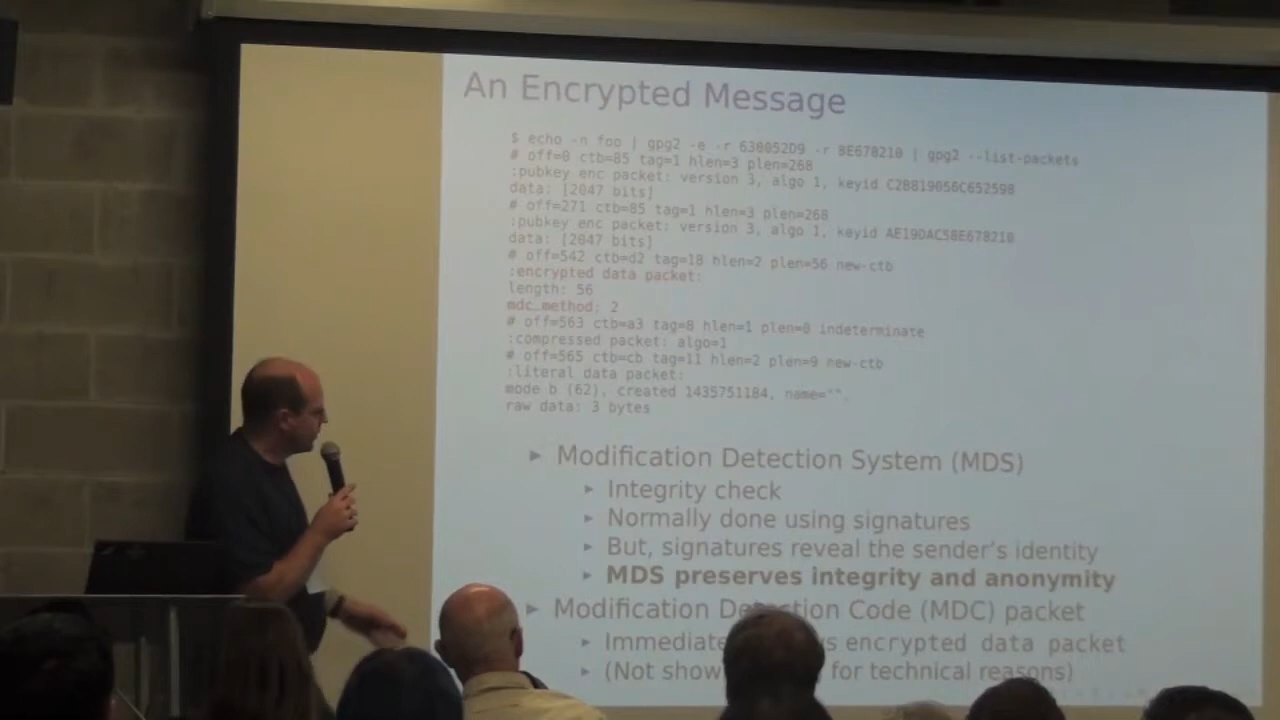 An Encrypted Message
$ echo -n foo | gpg2 -e -r 630052D9 -r 8E678210 | gpg2 --list-packets
# off=0 ctb=85 tag=1 hlen=3 plen=268
:pubkey enc packet: version 3, algo 1, keyid C2B819056C652598
data: [2047 bits]
# off=271 ctb=85 tag=1 hlen=3 plen=268
:pubkey enc packet: version 3, algo 1, keyid AE19DAC58E678210
data: [2047 bits]
# off=542 ctb=d2 tag=18 hlen=2 plen=56 new-ctb
:encrypted data packet:
length: 56
mdc_method: 2
# off=563 ctb=a3 tag=8 hlen=1 plen=0 indeterminate
:compressed packet: algo=1
# off=565 ctb=cb tag=11 hlen=2 plen=9 new-ctb
:literal data packet:
mode b (62), created 1435751184, name="",
raw data: 3 bytes
▸ Modification Detection System (MDS)
▸ Integrity check
▸ Normally done using signatures
▸ But, signatures reveal the sender's identity
▸ MDS preserves integrity and anonymity
▸ Modification Detection Code (MDC) packet
▸ encrypted data packet
▸ (Not for technical reasons)